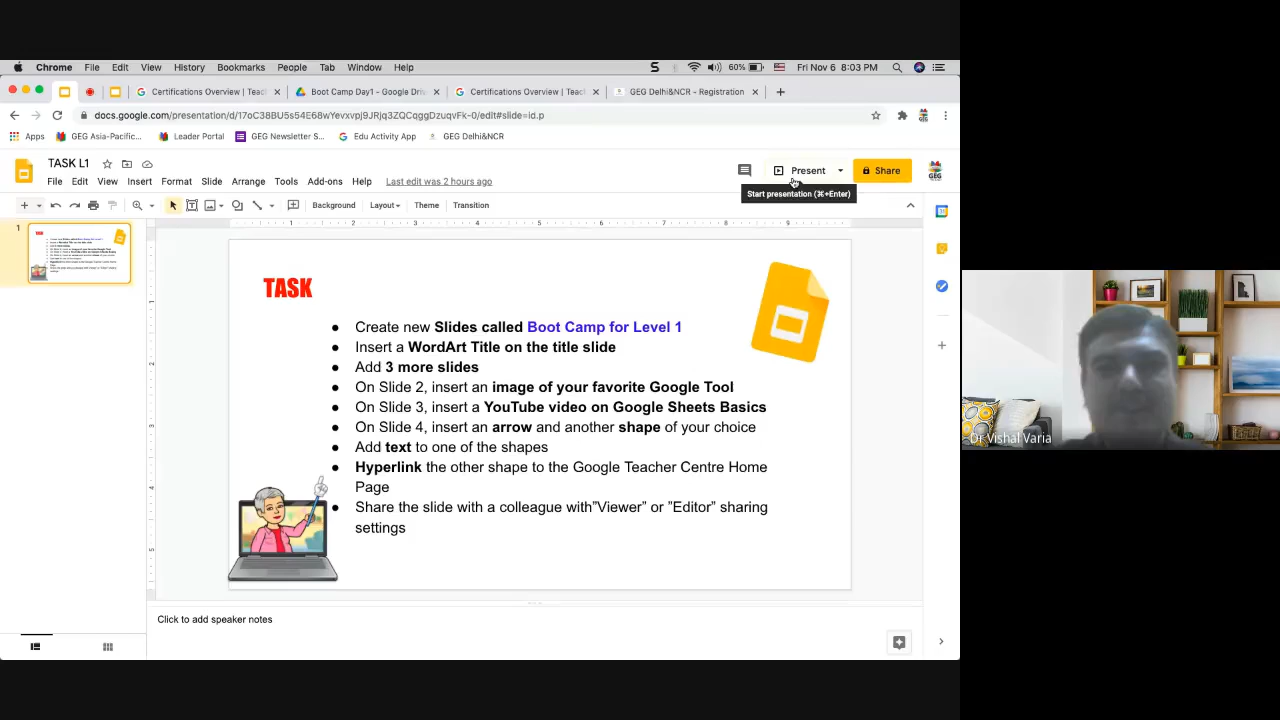 Chrome File Edit View History Bookmarks People Tab Window Help
60% Fri Nov 6 8:03 PM
Certifications Overview | Teac
Boot Camp Day1 - Google Driv
Certifications Overview | Teac
GEG Delhi&NCR - Registration
docs.google.com/presentation/d/17oC38BU5s54E68wYevxvpj9JRjq3ZQCqggDzuqvFk-0/edit#slide=id.p
Apps GEG Asia-Pacific... Leader Portal GEG Newsletter S... Edu Activity App GEG Delhi&NCR
TASK L1
Present
Share
File Edit View Insert Format Slide Arrange Tools Add-ons Help Last edit was 2 hours ago
Start presentation (⌘+Enter)
Background Layout Theme Transition
TASK
● Create new Slides called Boot Camp for Level 1
● Insert a WordArt Title on the title slide
● Add 3 more slides
● On Slide 2, insert an image of your favorite Google Tool
● On Slide 3, insert a YouTube video on Google Sheets Basics
● On Slide 4, insert an arrow and another shape of your choice
● Add text to one of the shapes
● Hyperlink the other shape to the Google Teacher Centre Home
Page
● Share the slide with a colleague with”Viewer” or ”Editor” sharing
settings
Click to add speaker notes
Dr Vishal Varia